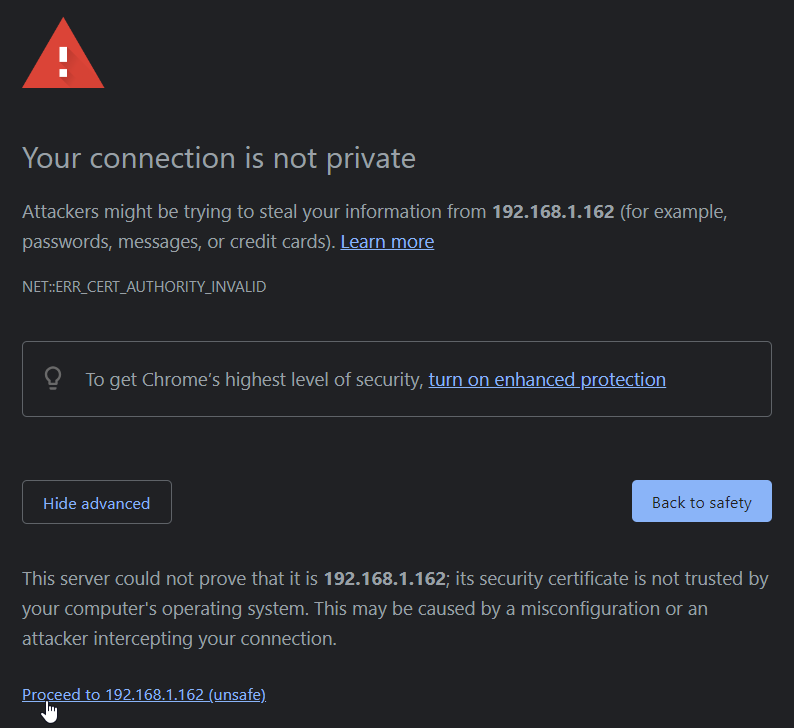 Your connection is not private
Attackers might be trying to steal your information from 192.168.1.162 (for example,
passwords, messages, or credit cards). Learn more
NET::ERR_CERT_AUTHORITY_INVALID
To get Chrome's highest level of security, turn on enhanced protection
Hide advanced
Back to safety
This server could not prove that it is 192.168.1.162; its security certificate is not trusted by
your computer's operating system. This may be caused by a misconfiguration or an
attacker intercepting your connection.
Proceed to 192.168.1.162 (unsafe)